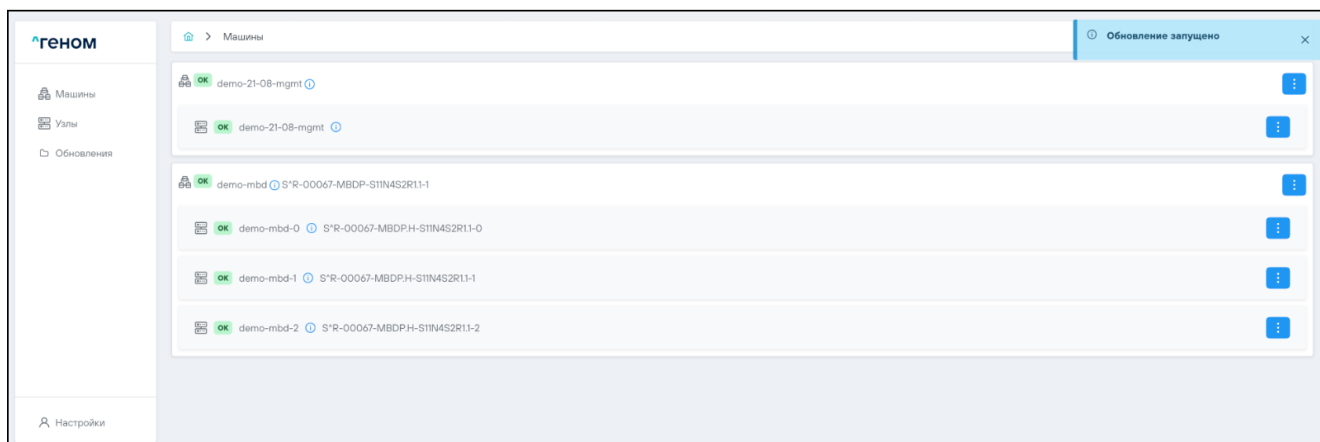 ^геном
Машины
Обновление запущено
Машины
Узлы
Обновления
Настройки
OK demo-21-08-mgmt
OK demo-21-08-mgmt
OK demo-mbd S^R-00067-MBDP-S11N4S2R1.1-1
OK demo-mbd-0 S^R-00067-MBDP.H-S11N4S2R1.1-0
OK demo-mbd-1 S^R-00067-MBDP.H-S11N4S2R1.1-1
OK demo-mbd-2 S^R-00067-MBDP.H-S11N4S2R1.1-2